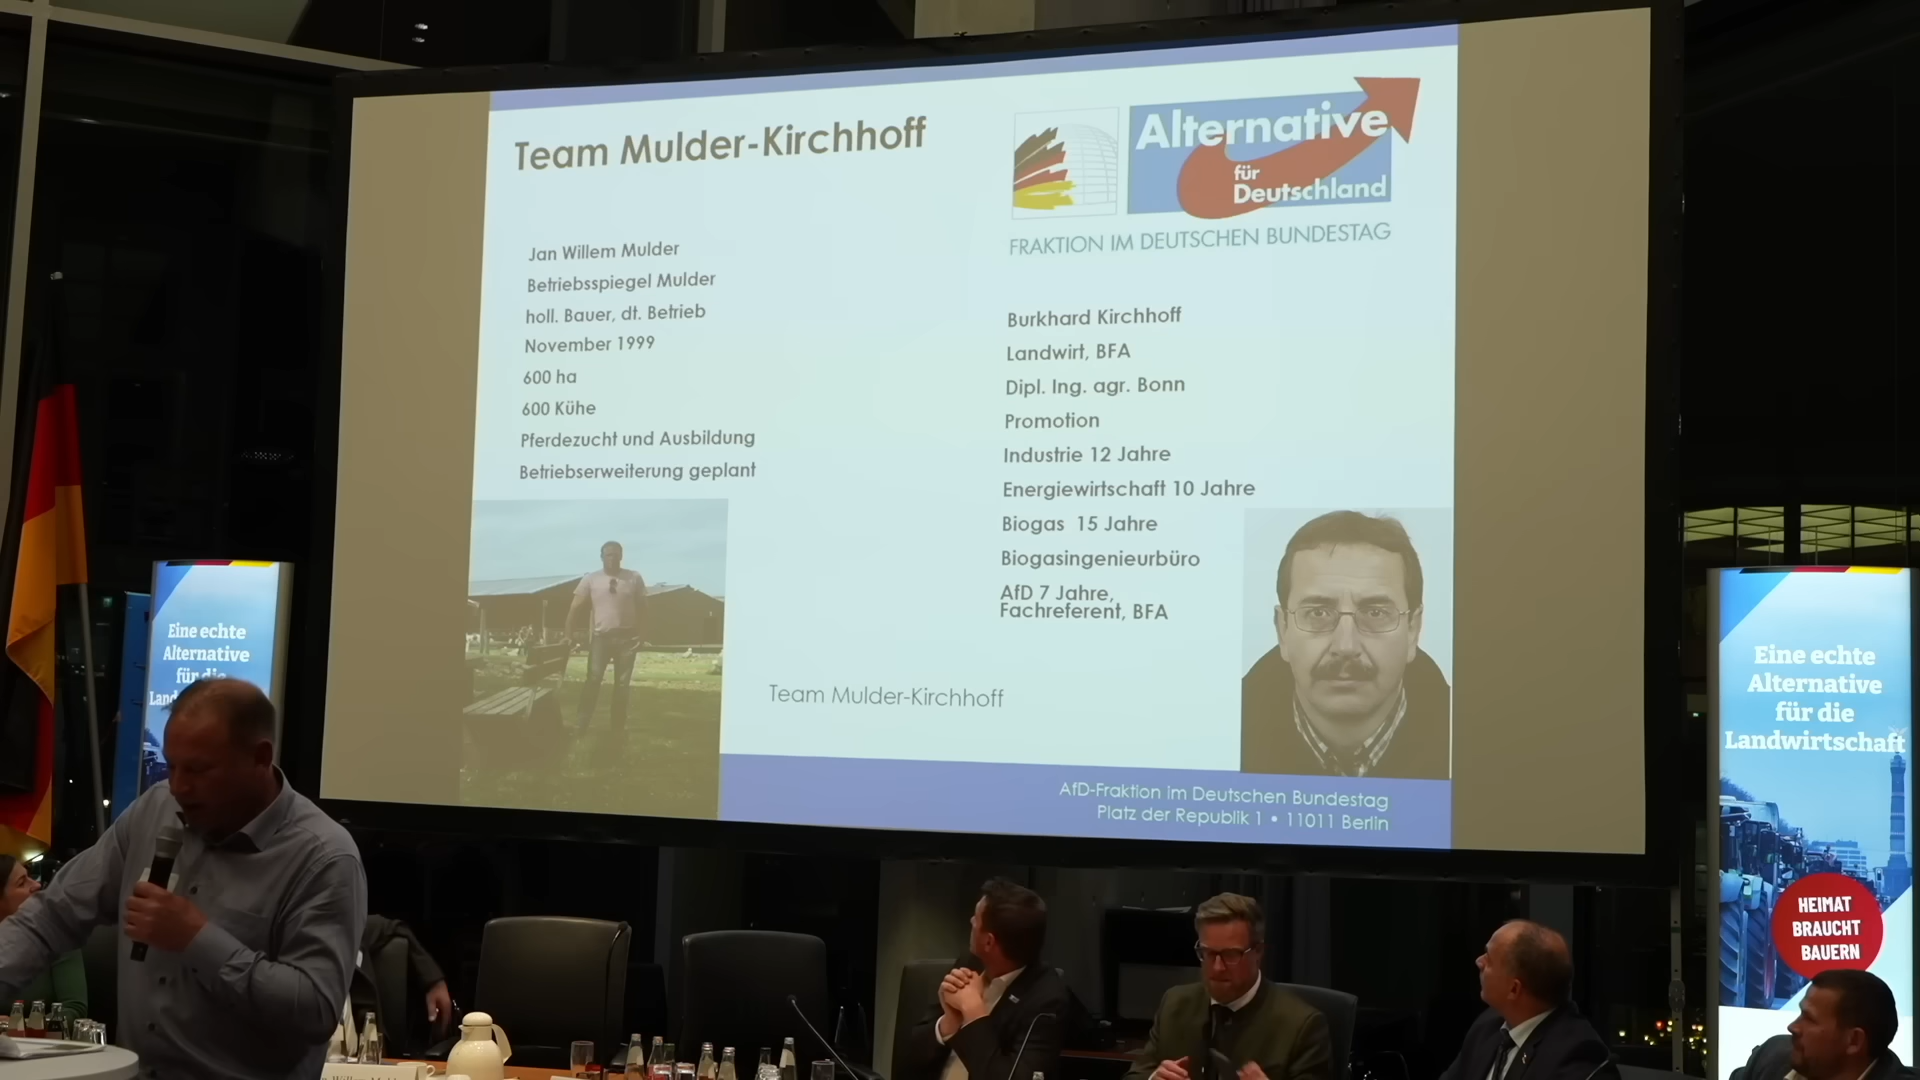 Team Mulder-Kirchhoff
Alternative
für
Deutschland
FRAKTION IM DEUTSCHEN BUNDESTAG
Jan Willem Mulder
Betriebsspiegel Mulder
holl. Bauer, dt. Betrieb
November 1999
600 ha
600 Kühe
Pferdezucht und Ausbildung
Betriebserweiterung geplant
Burkhard Kirchhoff
Landwirt, BFA
Dipl. Ing. agr. Bonn
Promotion
Industrie 12 Jahre
Energiewirtschaft 10 Jahre
Biogas 15 Jahre
Biogasingenieurbüro
AfD 7 Jahre,
Fachreferent, BFA
Team Mulder-Kirchhoff
AfD-Fraktion im Deutschen Bundestag
Platz der Republik 1 • 11011 Berlin
Eine echte
Alternative
für die
Land
Eine echte
Alternative
für die
Landwirtschaft
HEIMAT
BRAUCHT
BAUERN